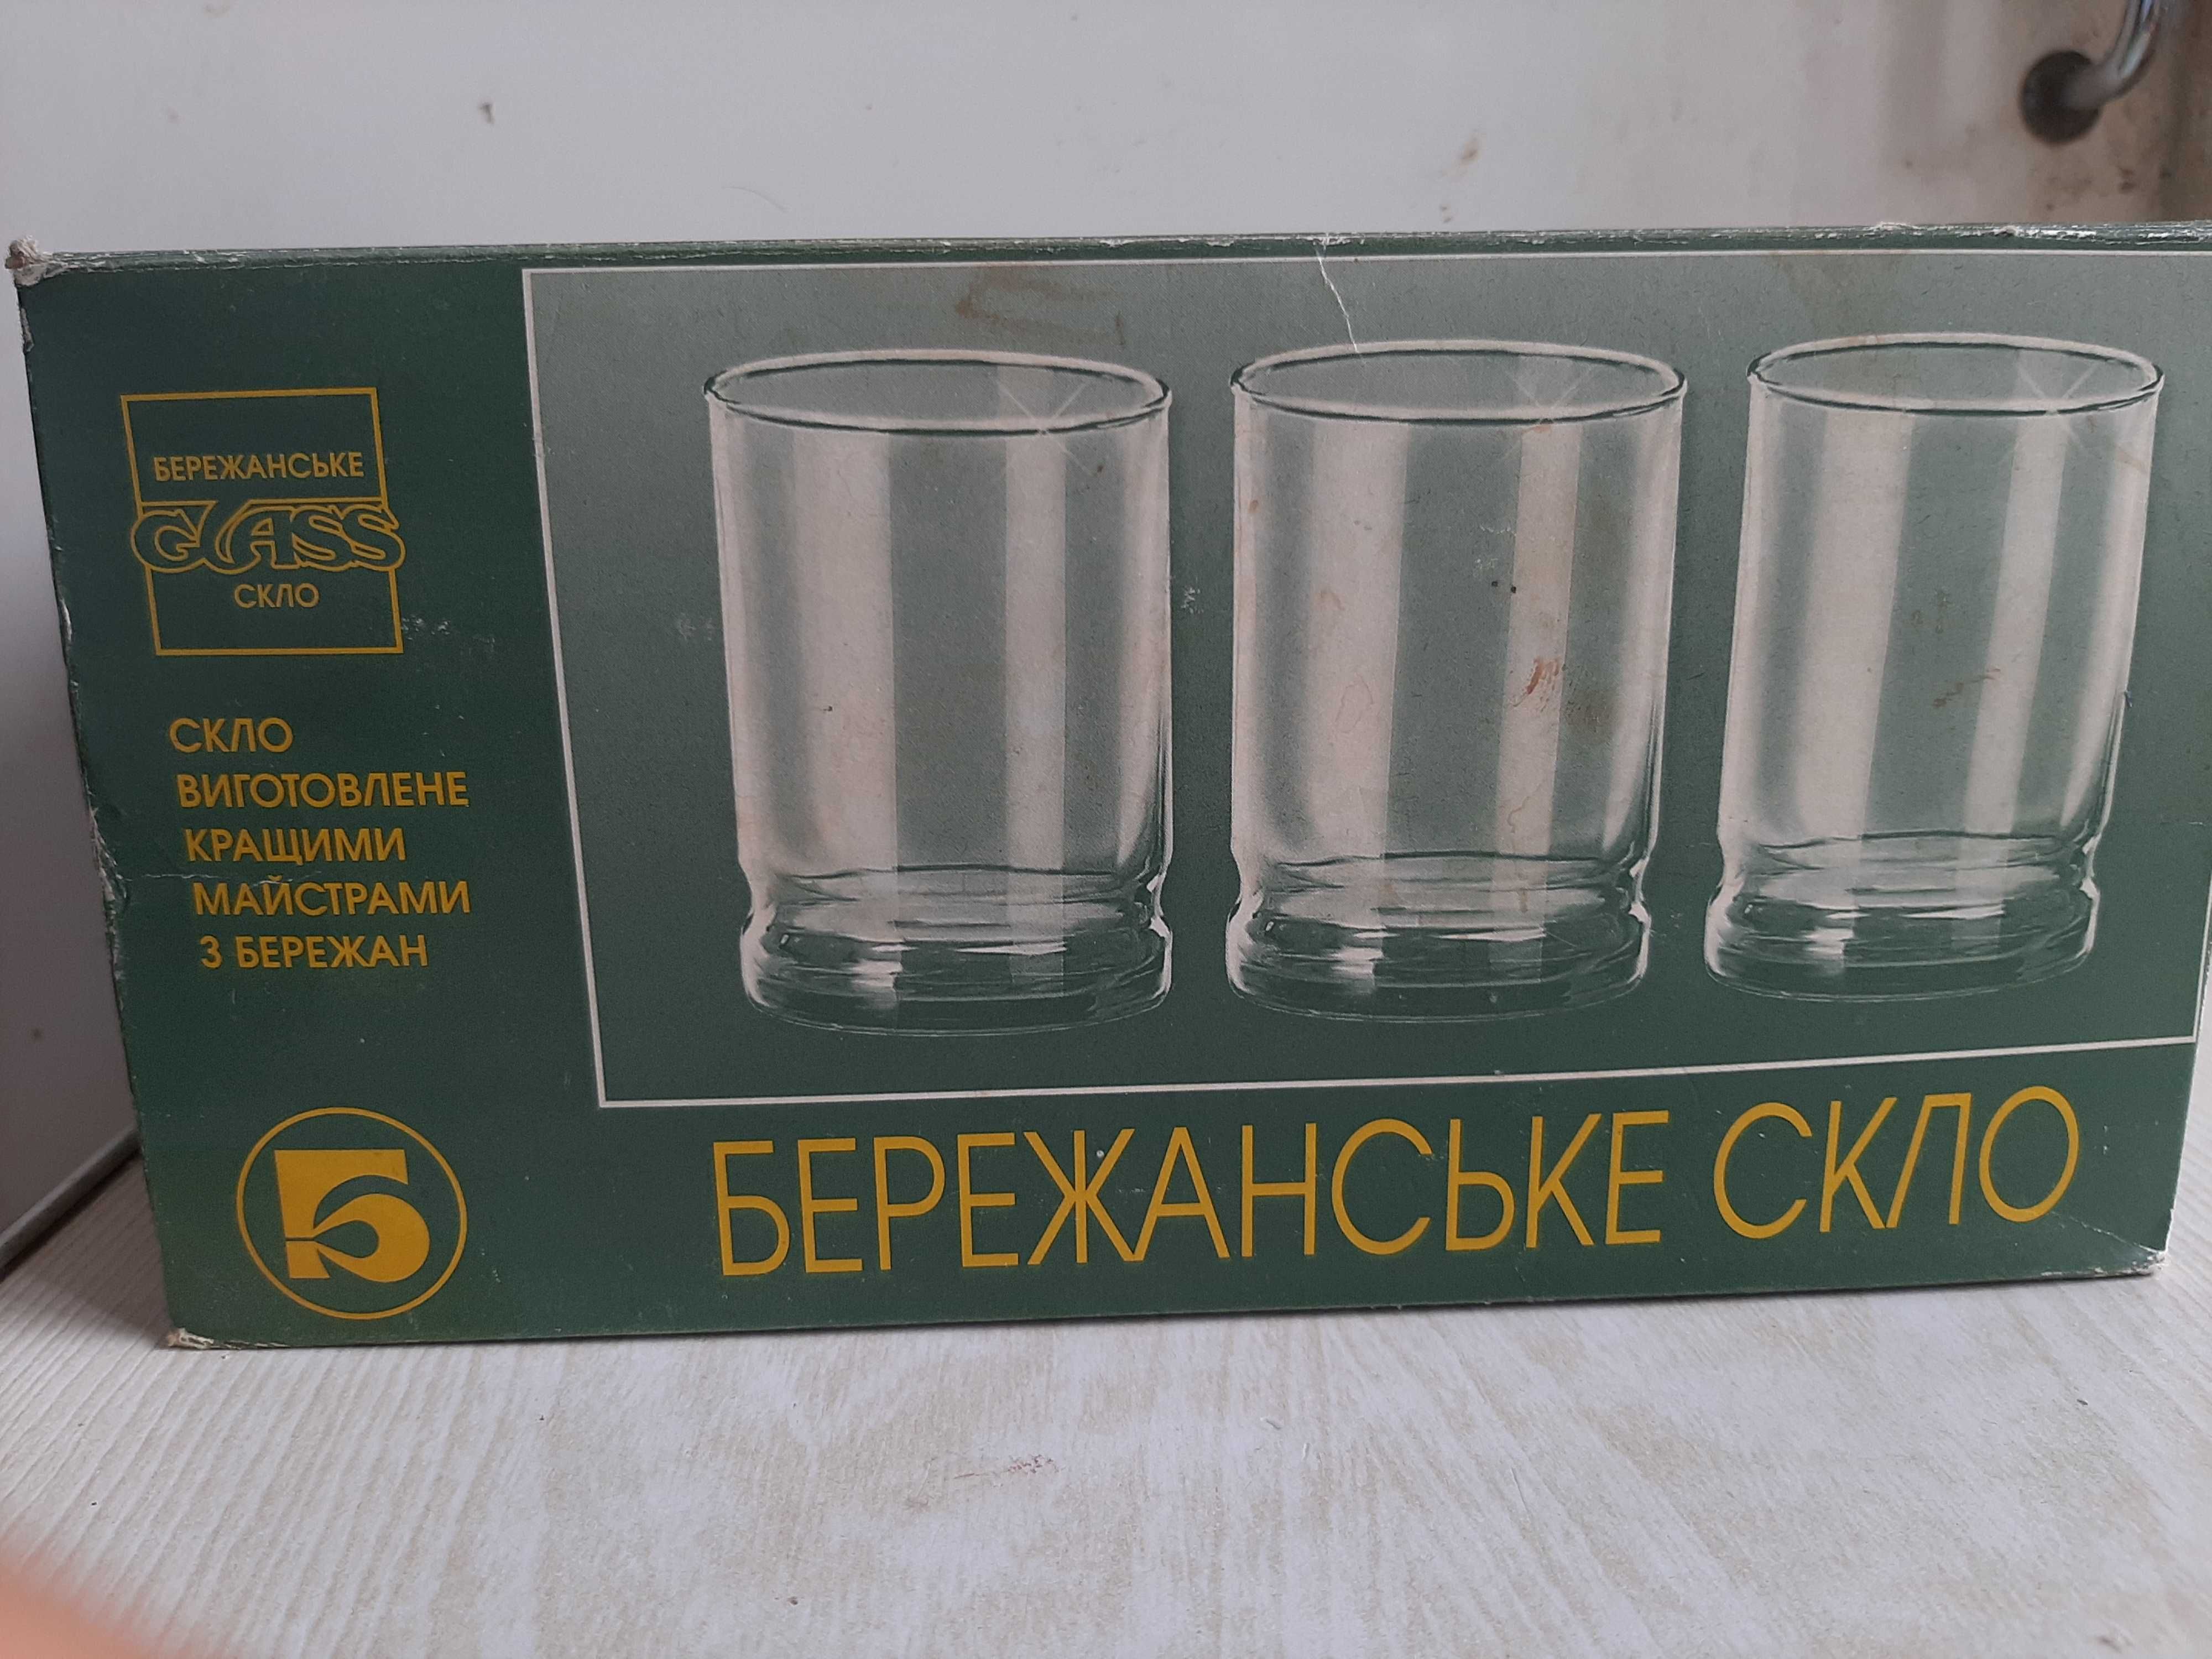 БЕРЕЖАНСЬКЕ
GLASS
СКЛО
СКЛО
ВИГОТОВЛЕНЕ
КРАЩИМИ
МАЙСТРАМИ
З БЕРЕЖАН
Б
БЕРЕЖАНСЬКЕ СКЛО